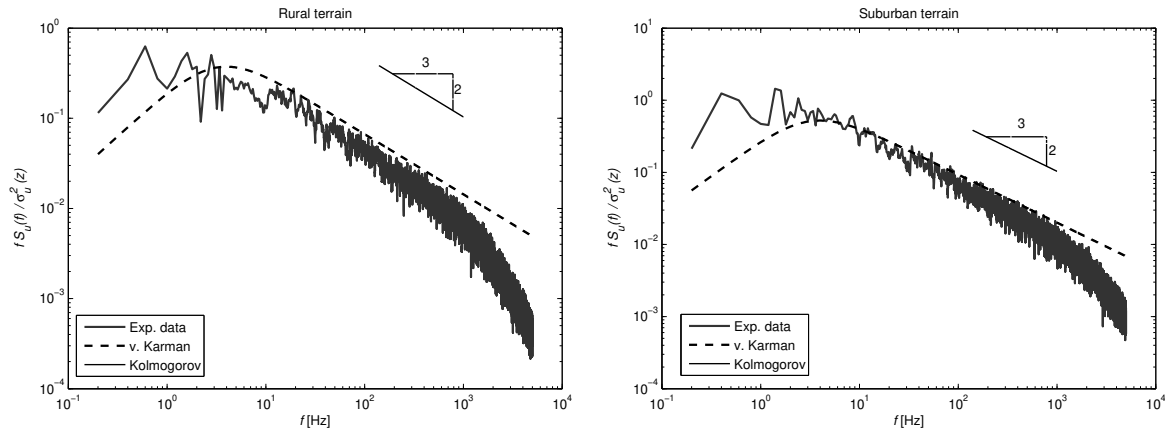 Rural terrain
10^0
10^-1
10^-2
10^-3
10^-4
f S_u(f) / σ_u^2(z)
3
2
Exp. data
v. Karman
Kolmogorov
10^-1
10^0
10^1
10^2
10^3
10^4
f [Hz]
Suburban terrain
10^1
10^0
10^-1
10^-2
10^-3
10^-4
f S_u(f) / σ_u^2(z)
3
2
Exp. data
v. Karman
Kolmogorov
10^-1
10^0
10^1
10^2
10^3
10^4
f [Hz]